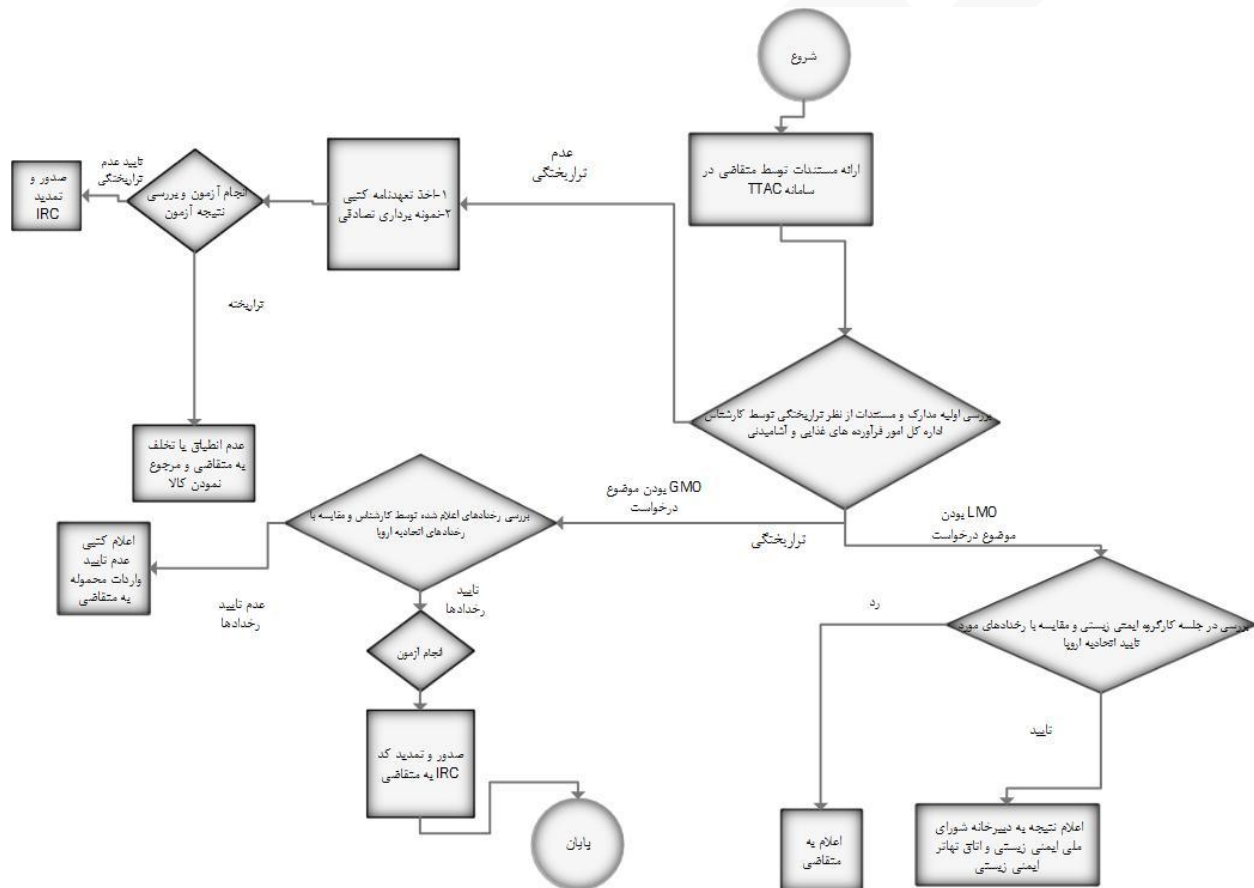 شروع
ارائه مستندات توسط متقاضی در
سامانه TTAC
بررسی اولیه مدارک و مستندات از نظر تراریختگی توسط کارشناس
اداره کل امور فرآورده های غذایی و آشامیدنی
عدم
تراریختگی
۱-اخذ تعهدنامه کتبی
۲-نمونه برداری تصادفی
انجام آزمون و بررسی
نتیجه آزمون
تایید عدم
تراریختگی
صدور و
تمدید
IRC
تراریخته
عدم انطباق یا تخلف
به متقاضی و مرجوع
نمودن کالا
GMO بودن موضوع
درخواست
تراریختگی
LMO بودن
موضوع درخواست
بررسی رخدادهای اعلام شده توسط کارشناس و مقایسه با
رخدادهای اتحادیه اروپا
اعلام کتبی
عدم تایید
واردات محموله
به متقاضی
عدم تایید
رخدادها
تایید
رخدادها
انجام آزمون
صدور و تمدید کد
IRC به متقاضی
پایان
بررسی در جلسه کارگروه ایمنی زیستی و مقایسه با رخدادهای مورد
تایید اتحادیه اروپا
رد
تایید
اعلام به
متقاضی
اعلام نتیجه به دبیرخانه شورای
ملی ایمنی زیستی و اتاق تهاتر
ایمنی زیستی